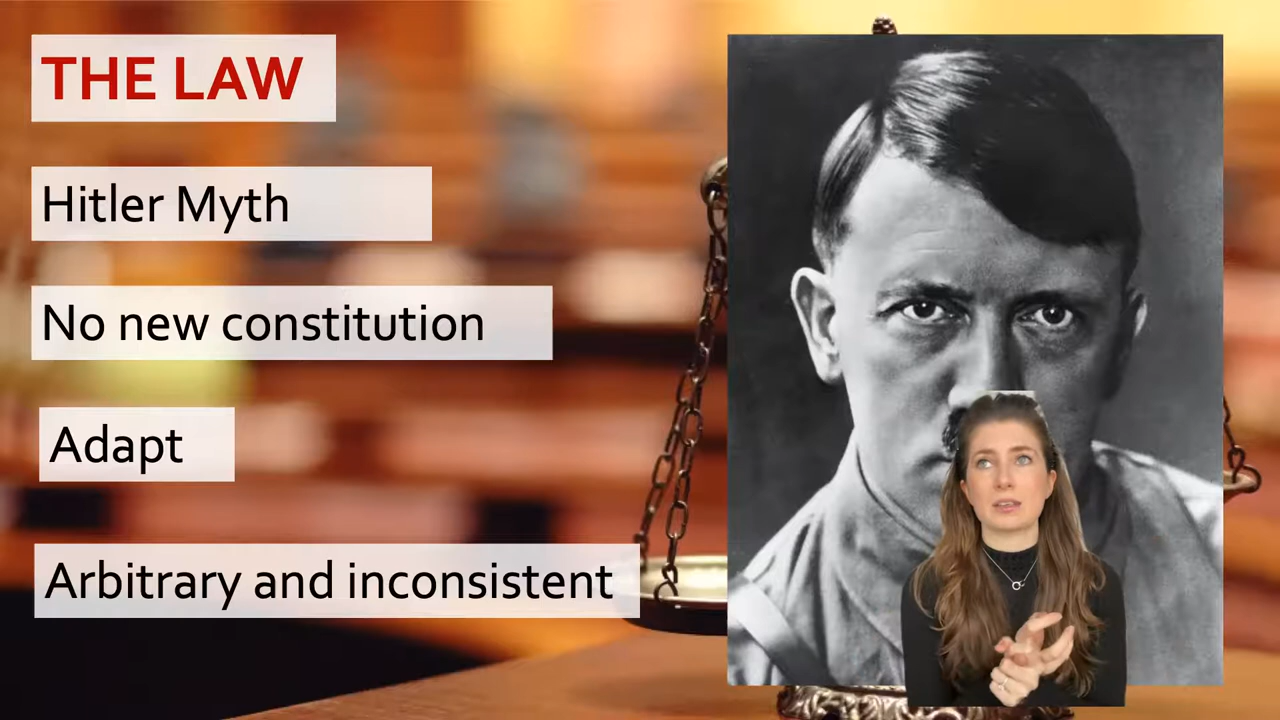 THE LAW
Hitler Myth
No new constitution
Adapt
Arbitrary and inconsistent